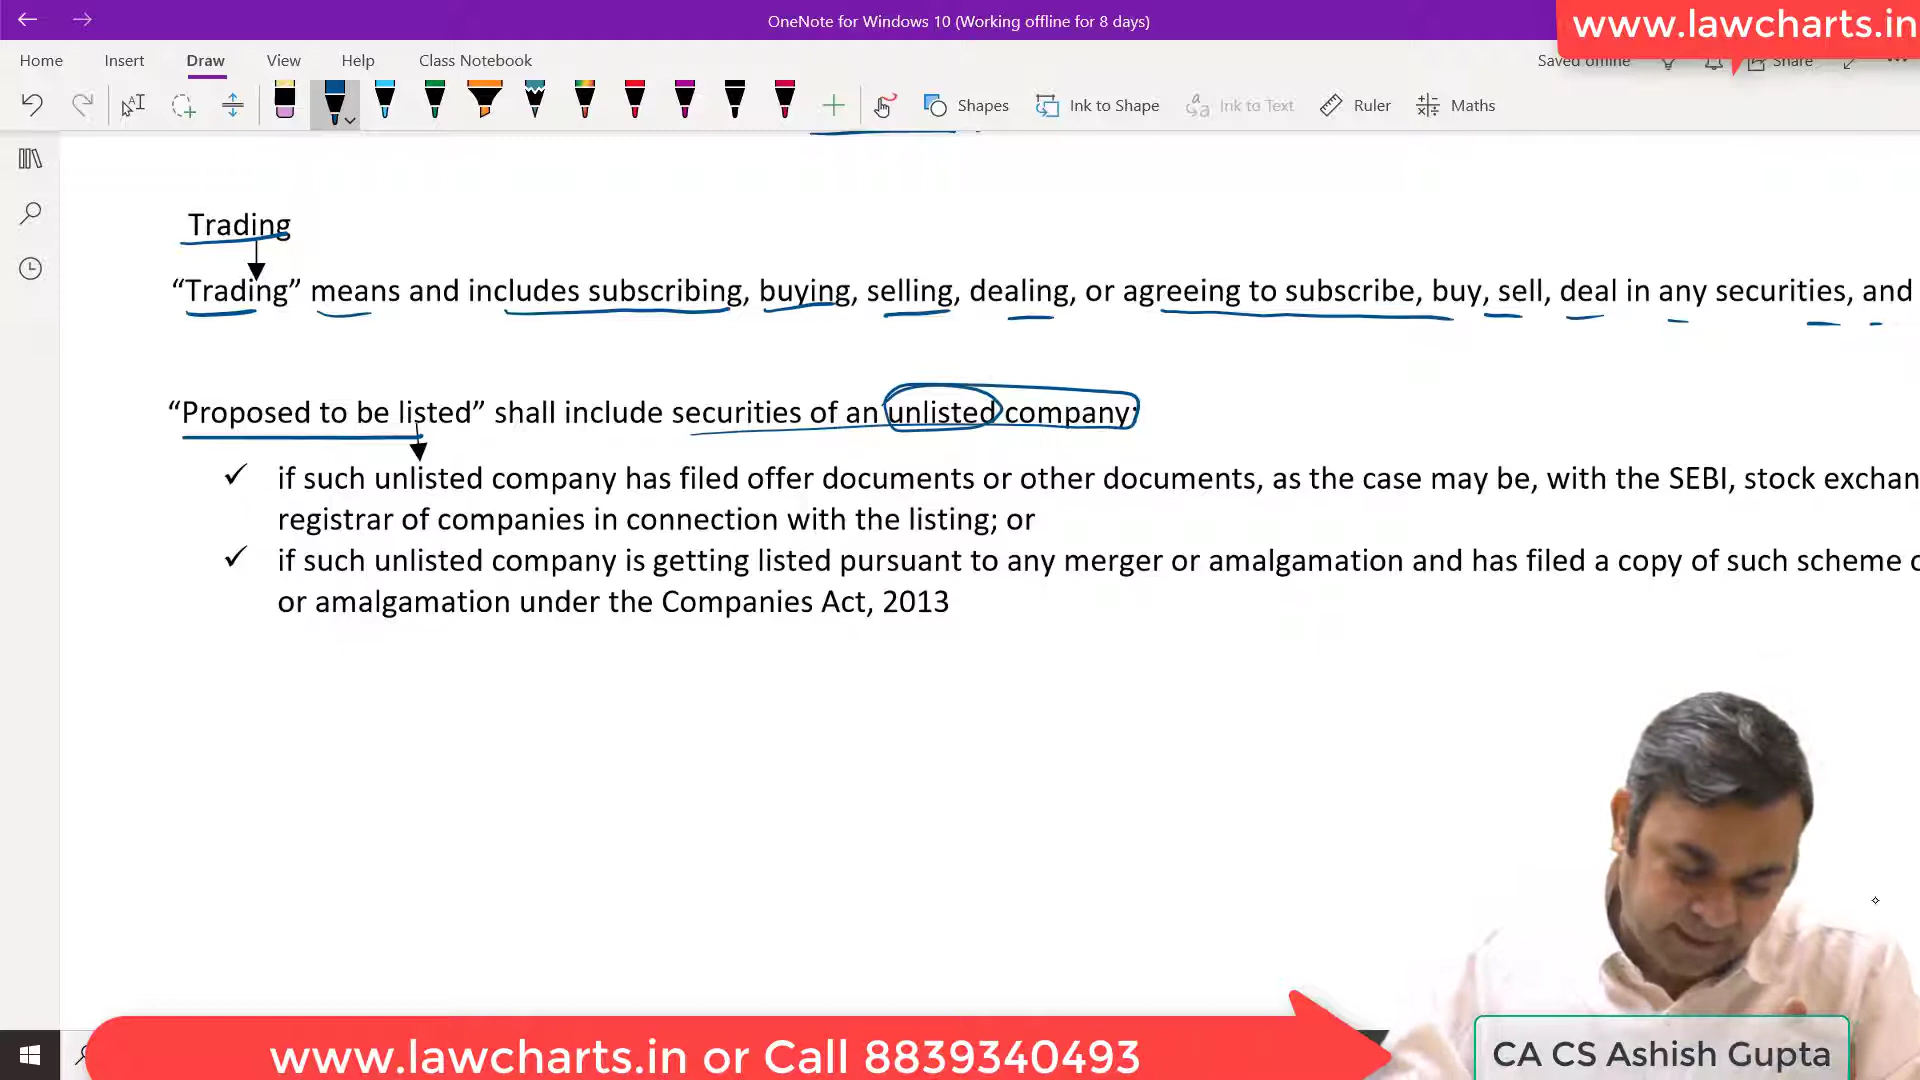 OneNote for Windows 10 (Working offline for 8 days)
www.lawcharts.in
Home Insert Draw View Help Class Notebook
Saved offline Share
Shapes Ink to Shape Ink to Text Ruler Maths
Trading
“Trading” means and includes subscribing, buying, selling, dealing, or agreeing to subscribe, buy, sell, deal in any securities, and
“Proposed to be listed” shall include securities of an unlisted company:
✓ if such unlisted company has filed offer documents or other documents, as the case may be, with the SEBI, stock exchan
registrar of companies in connection with the listing; or
✓ if such unlisted company is getting listed pursuant to any merger or amalgamation and has filed a copy of such scheme
or amalgamation under the Companies Act, 2013
www.lawcharts.in or Call 8839340493
CA CS Ashish Gupta